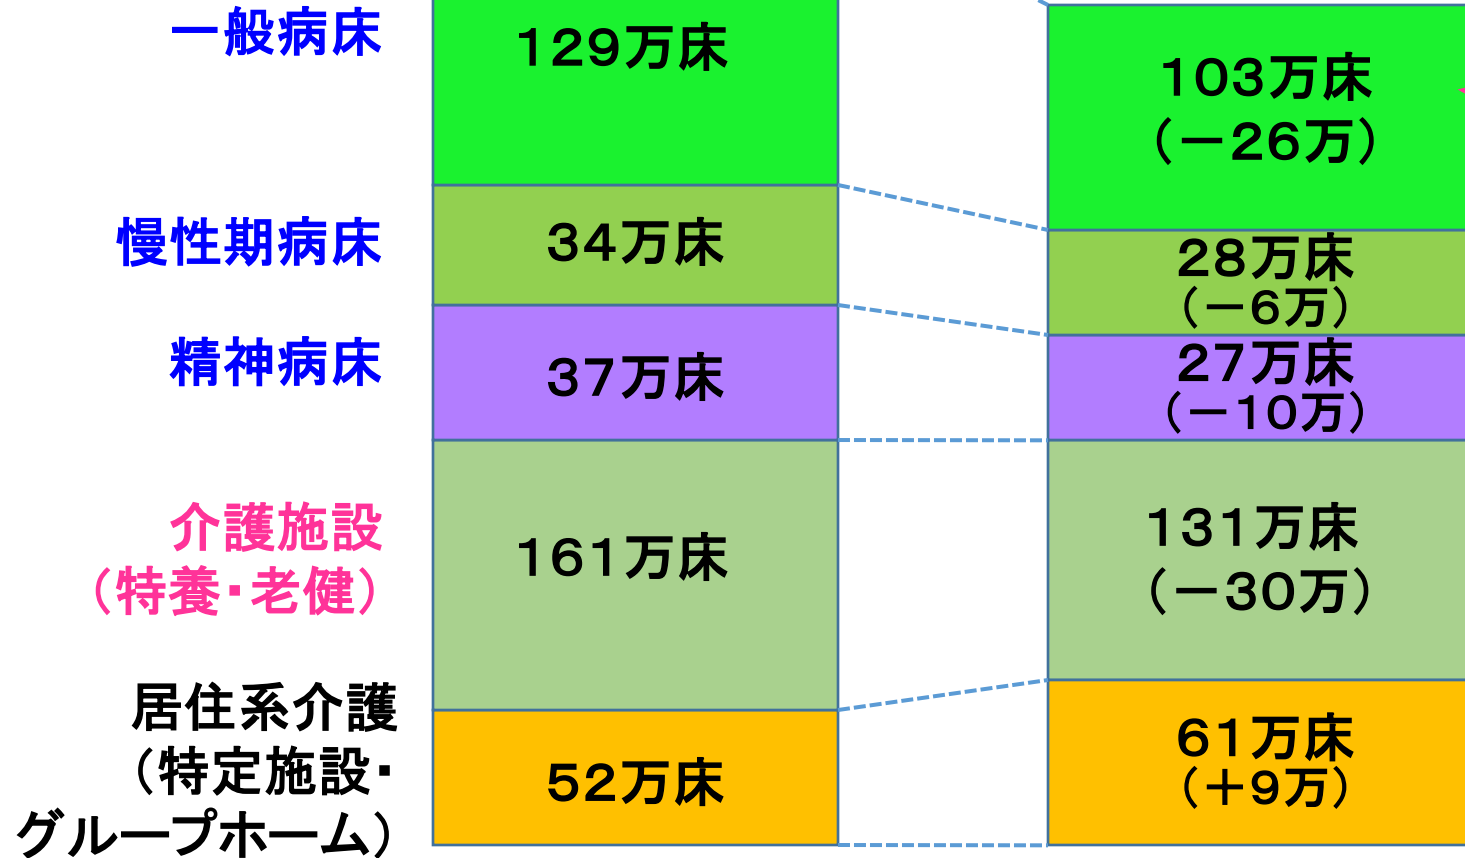 一般病床
129万床
103万床
（－26万）
慢性期病床
34万床
28万床
（－6万）
精神病床
37万床
27万床
（－10万）
介護施設
（特養・老健）
161万床
131万床
（－30万）
居住系介護
（特定施設・
グループホーム）
52万床
61万床
（＋9万）